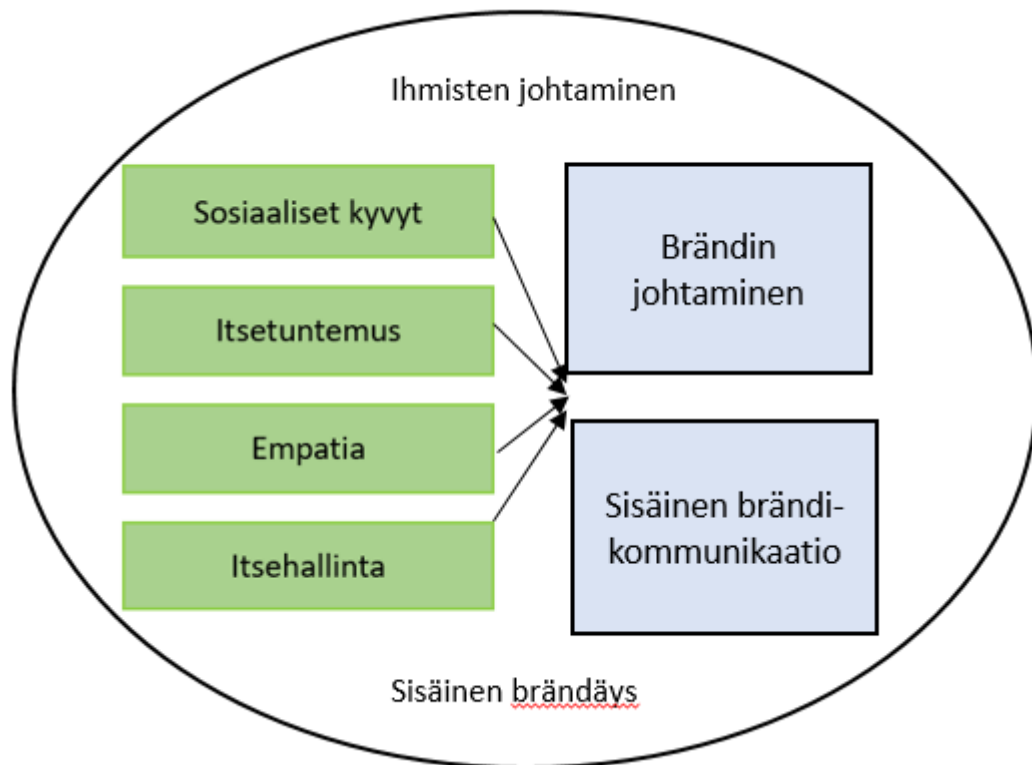 Ihmisten johtaminen
Sosiaaliset kyvyt
Itsetuntemus
Empatia
Itsehallinta
Brändin
johtaminen
Sisäinen brändi-
kommunikaatio
Sisäinen brändäys